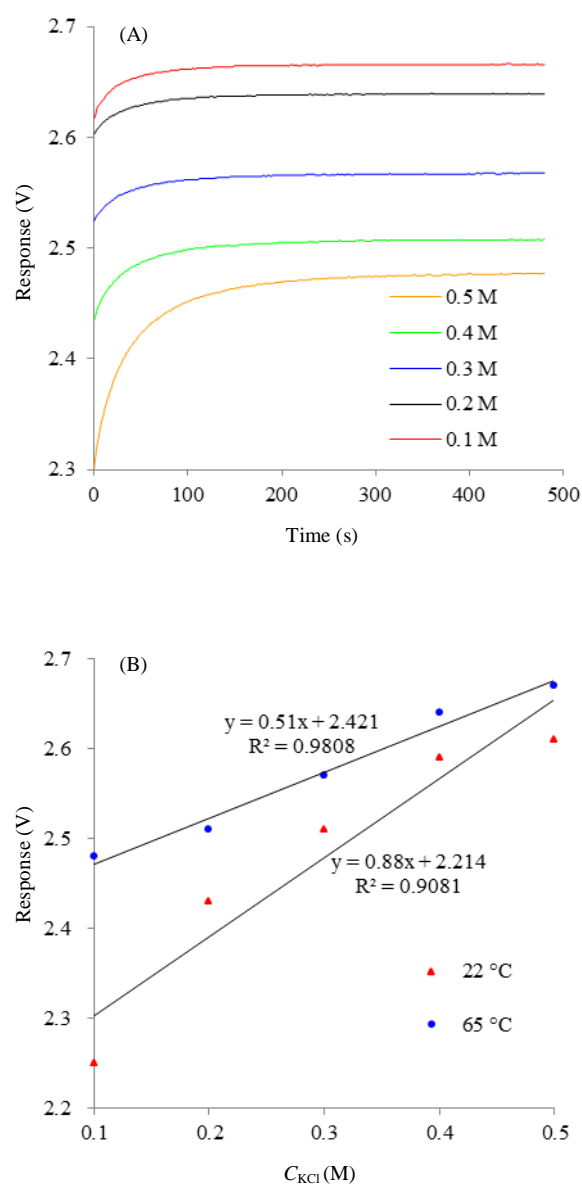 (A)
2.7
2.6
2.5
2.4
2.3
Response (V)
0.5 M
0.4 M
0.3 M
0.2 M
0.1 M
0 100 200 300 400 500
Time (s)
(B)
2.7
2.6
2.5
2.4
2.3
2.2
Response (V)
y = 0.51x + 2.421
R² = 0.9808
y = 0.88x + 2.214
R² = 0.9081
22 °C
65 °C
0.1 0.2 0.3 0.4 0.5
CKCl (M)